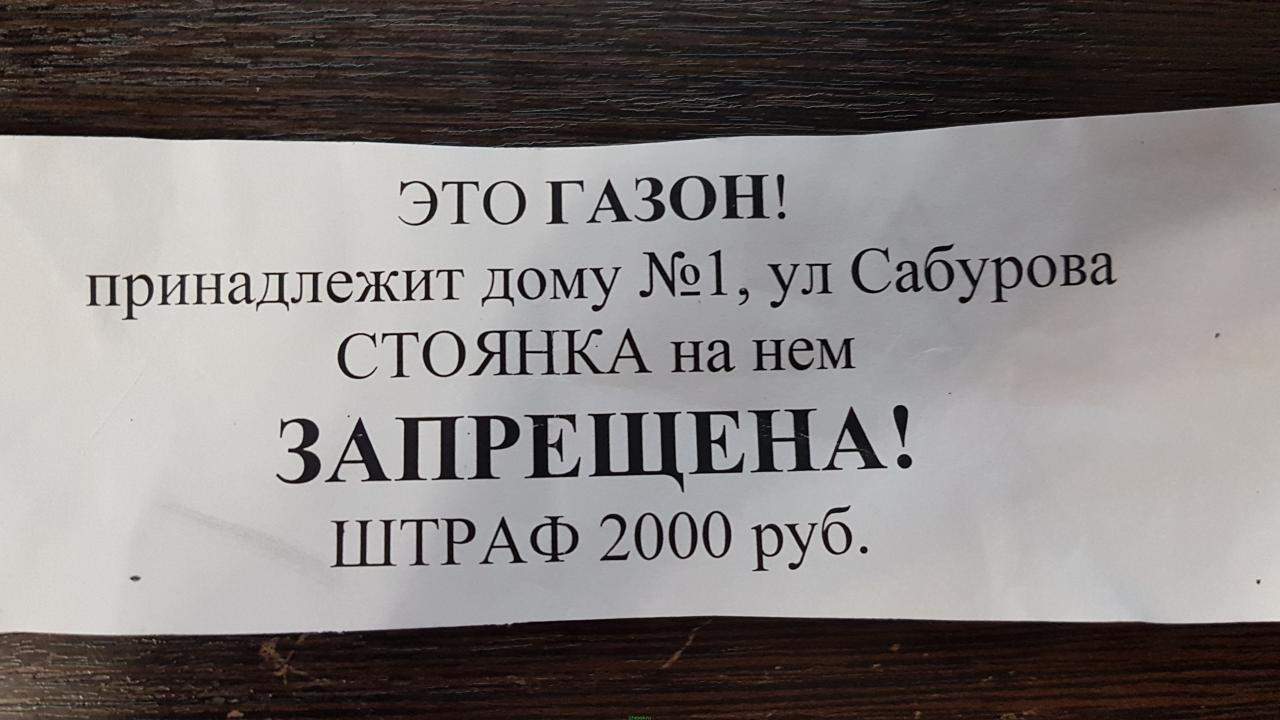 ЭТО ГАЗОН!
принадлежит дому №1, ул Сабурова
СТОЯНКА на нем
ЗАПРЕЩЕНА!
ШТРАФ 2000 руб.